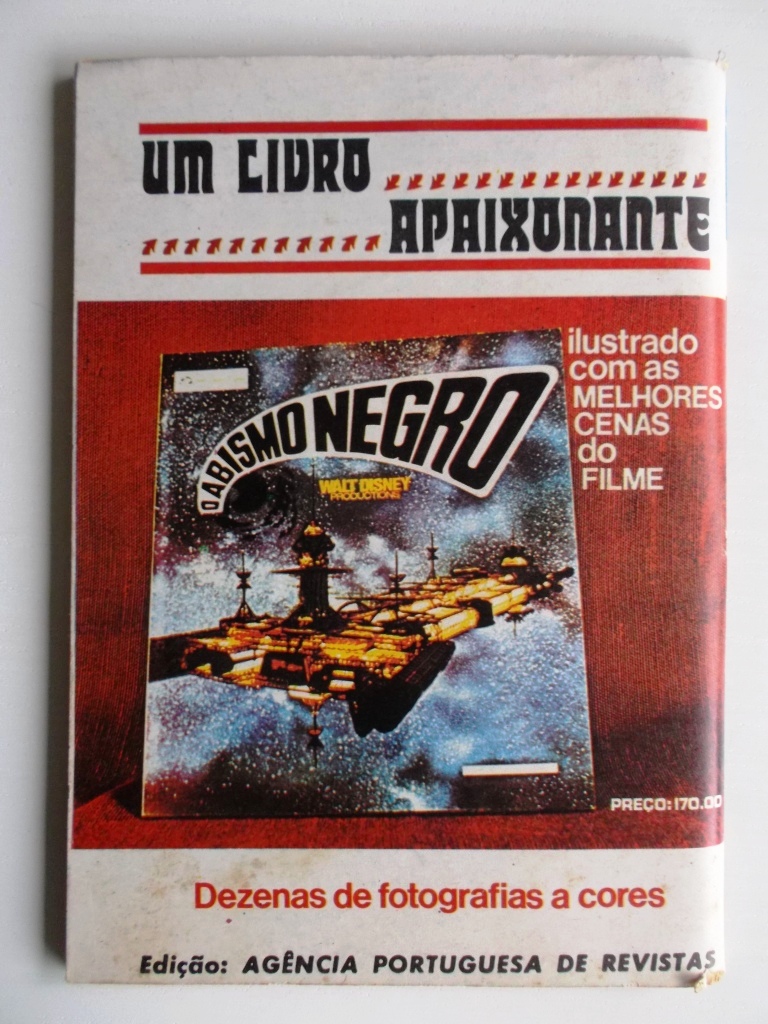 UM LIVRO
APAIXONANTE
ilustrado
com as
MELHORES
CENAS
do
FILME
O ABISMO NEGRO
WALT DISNEY
PRODUCTIONS
PREÇO: 170.00
Dezenas de fotografias a cores
Edição: AGÊNCIA PORTUGUESA DE REVISTAS